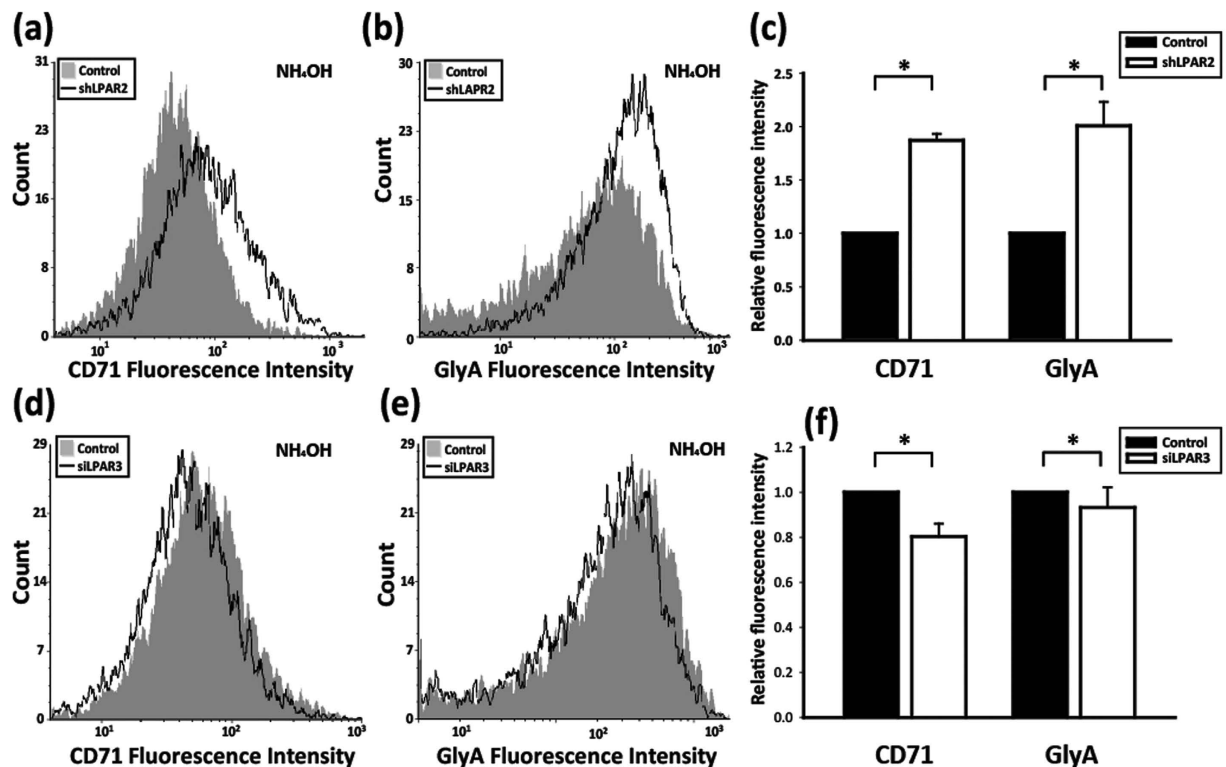 (a)
31
23
16
8
0
Count
Control
shLPAR2
NH₄OH
10¹
10²
10³
CD71 Fluorescence Intensity
(b)
30
23
15
8
0
Count
Control
shLAPR2
NH₄OH
10¹
10²
10³
GlyA Fluorescence Intensity
(c)
Control
shLPAR2
2.5
2.0
1.5
1.0
0.5
0.0
Relative fluorescence intensity
*
*
CD71
GlyA
(d)
29
21
14
7
0
Count
Control
siLPAR3
NH₄OH
10¹
10²
10³
CD71 Fluorescence Intensity
(e)
29
21
14
7
0
Count
Control
siLPAR3
NH₄OH
10¹
10²
10³
GlyA Fluorescence Intensity
(f)
Control
siLPAR3
1.2
1.0
0.8
0.6
0.4
0.2
0.0
Relative fluorescence intensity
*
*
CD71
GlyA